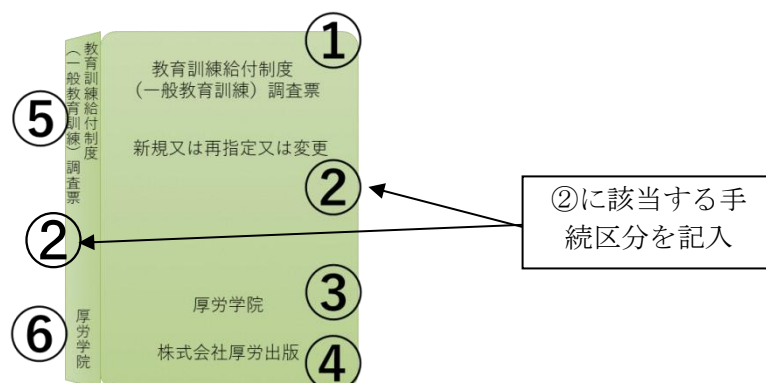 ①
教育訓練給付制度
（一般教育訓練）調査票
新規又は再指定又は変更
②
③
厚労学院
株式会社厚労出版
④
教育訓練給付制度
（一般教育訓練）調査票
⑤
②
⑥
厚労学院
②に該当する手
続区分を記入